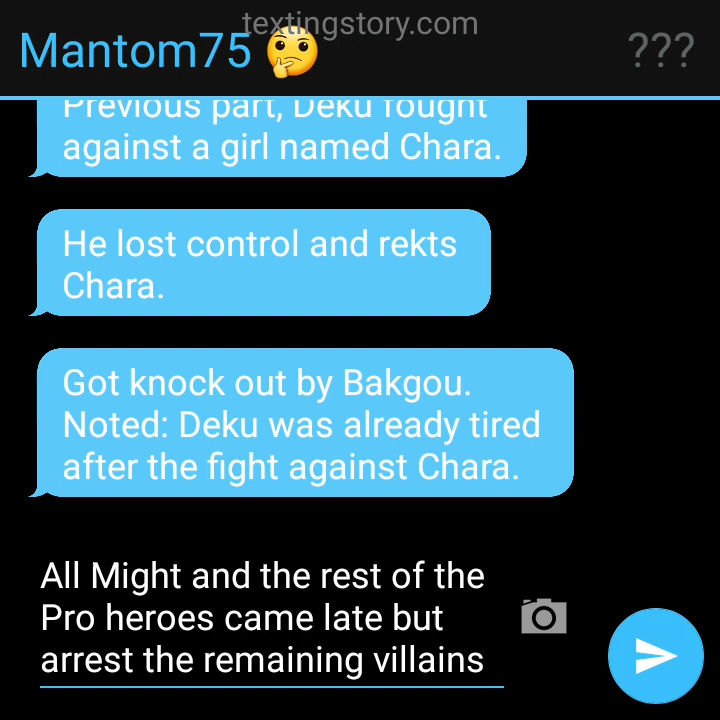 textingstory.com
Mantom75 🤔
???
Previous part, Deku fought
against a girl named Chara.
He lost control and rekts
Chara.
Got knock out by Bakgou.
Noted: Deku was already tired
after the fight against Chara.
All Might and the rest of the
Pro heroes came late but
arrest the remaining villains